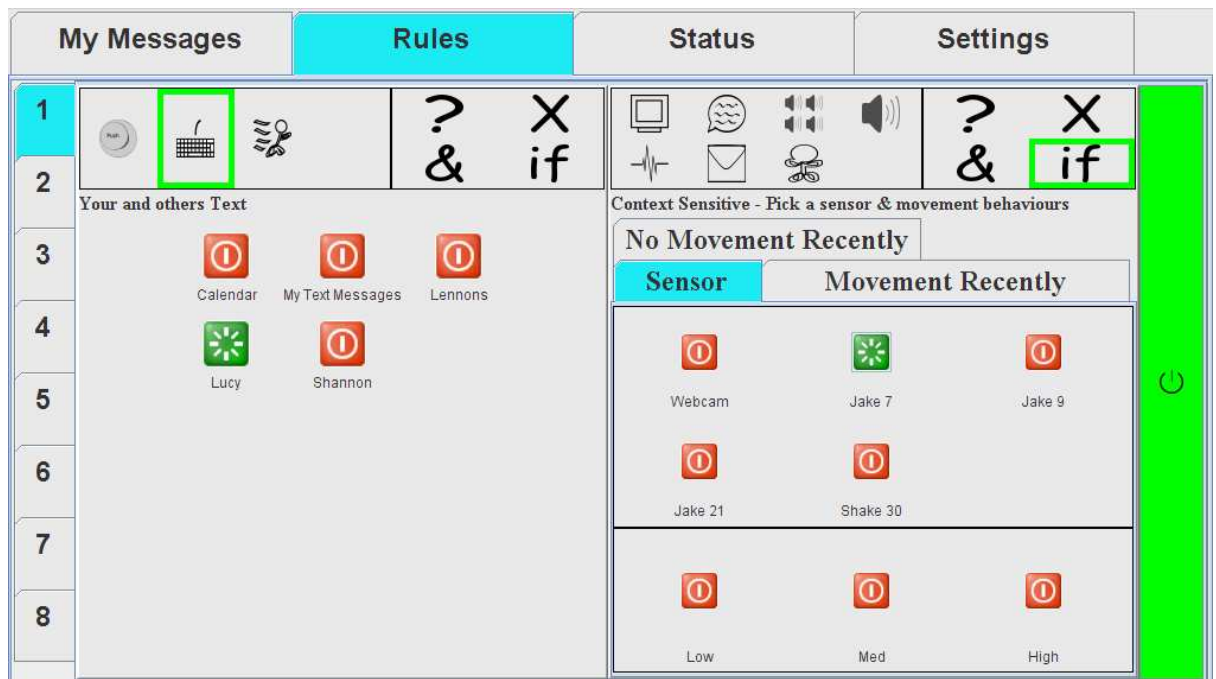 My Messages Rules Status Settings
1
2
3
4
5
6
7
8
Push
? X
& if
Your and others Text
Calendar My Text Messages Lennons
Lucy Shannon
? X
& if
Context Sensitive - Pick a sensor & movement behaviours
No Movement Recently
Sensor Movement Recently
Webcam Jake 7 Jake 9
Jake 21 Shake 30
Low Med High